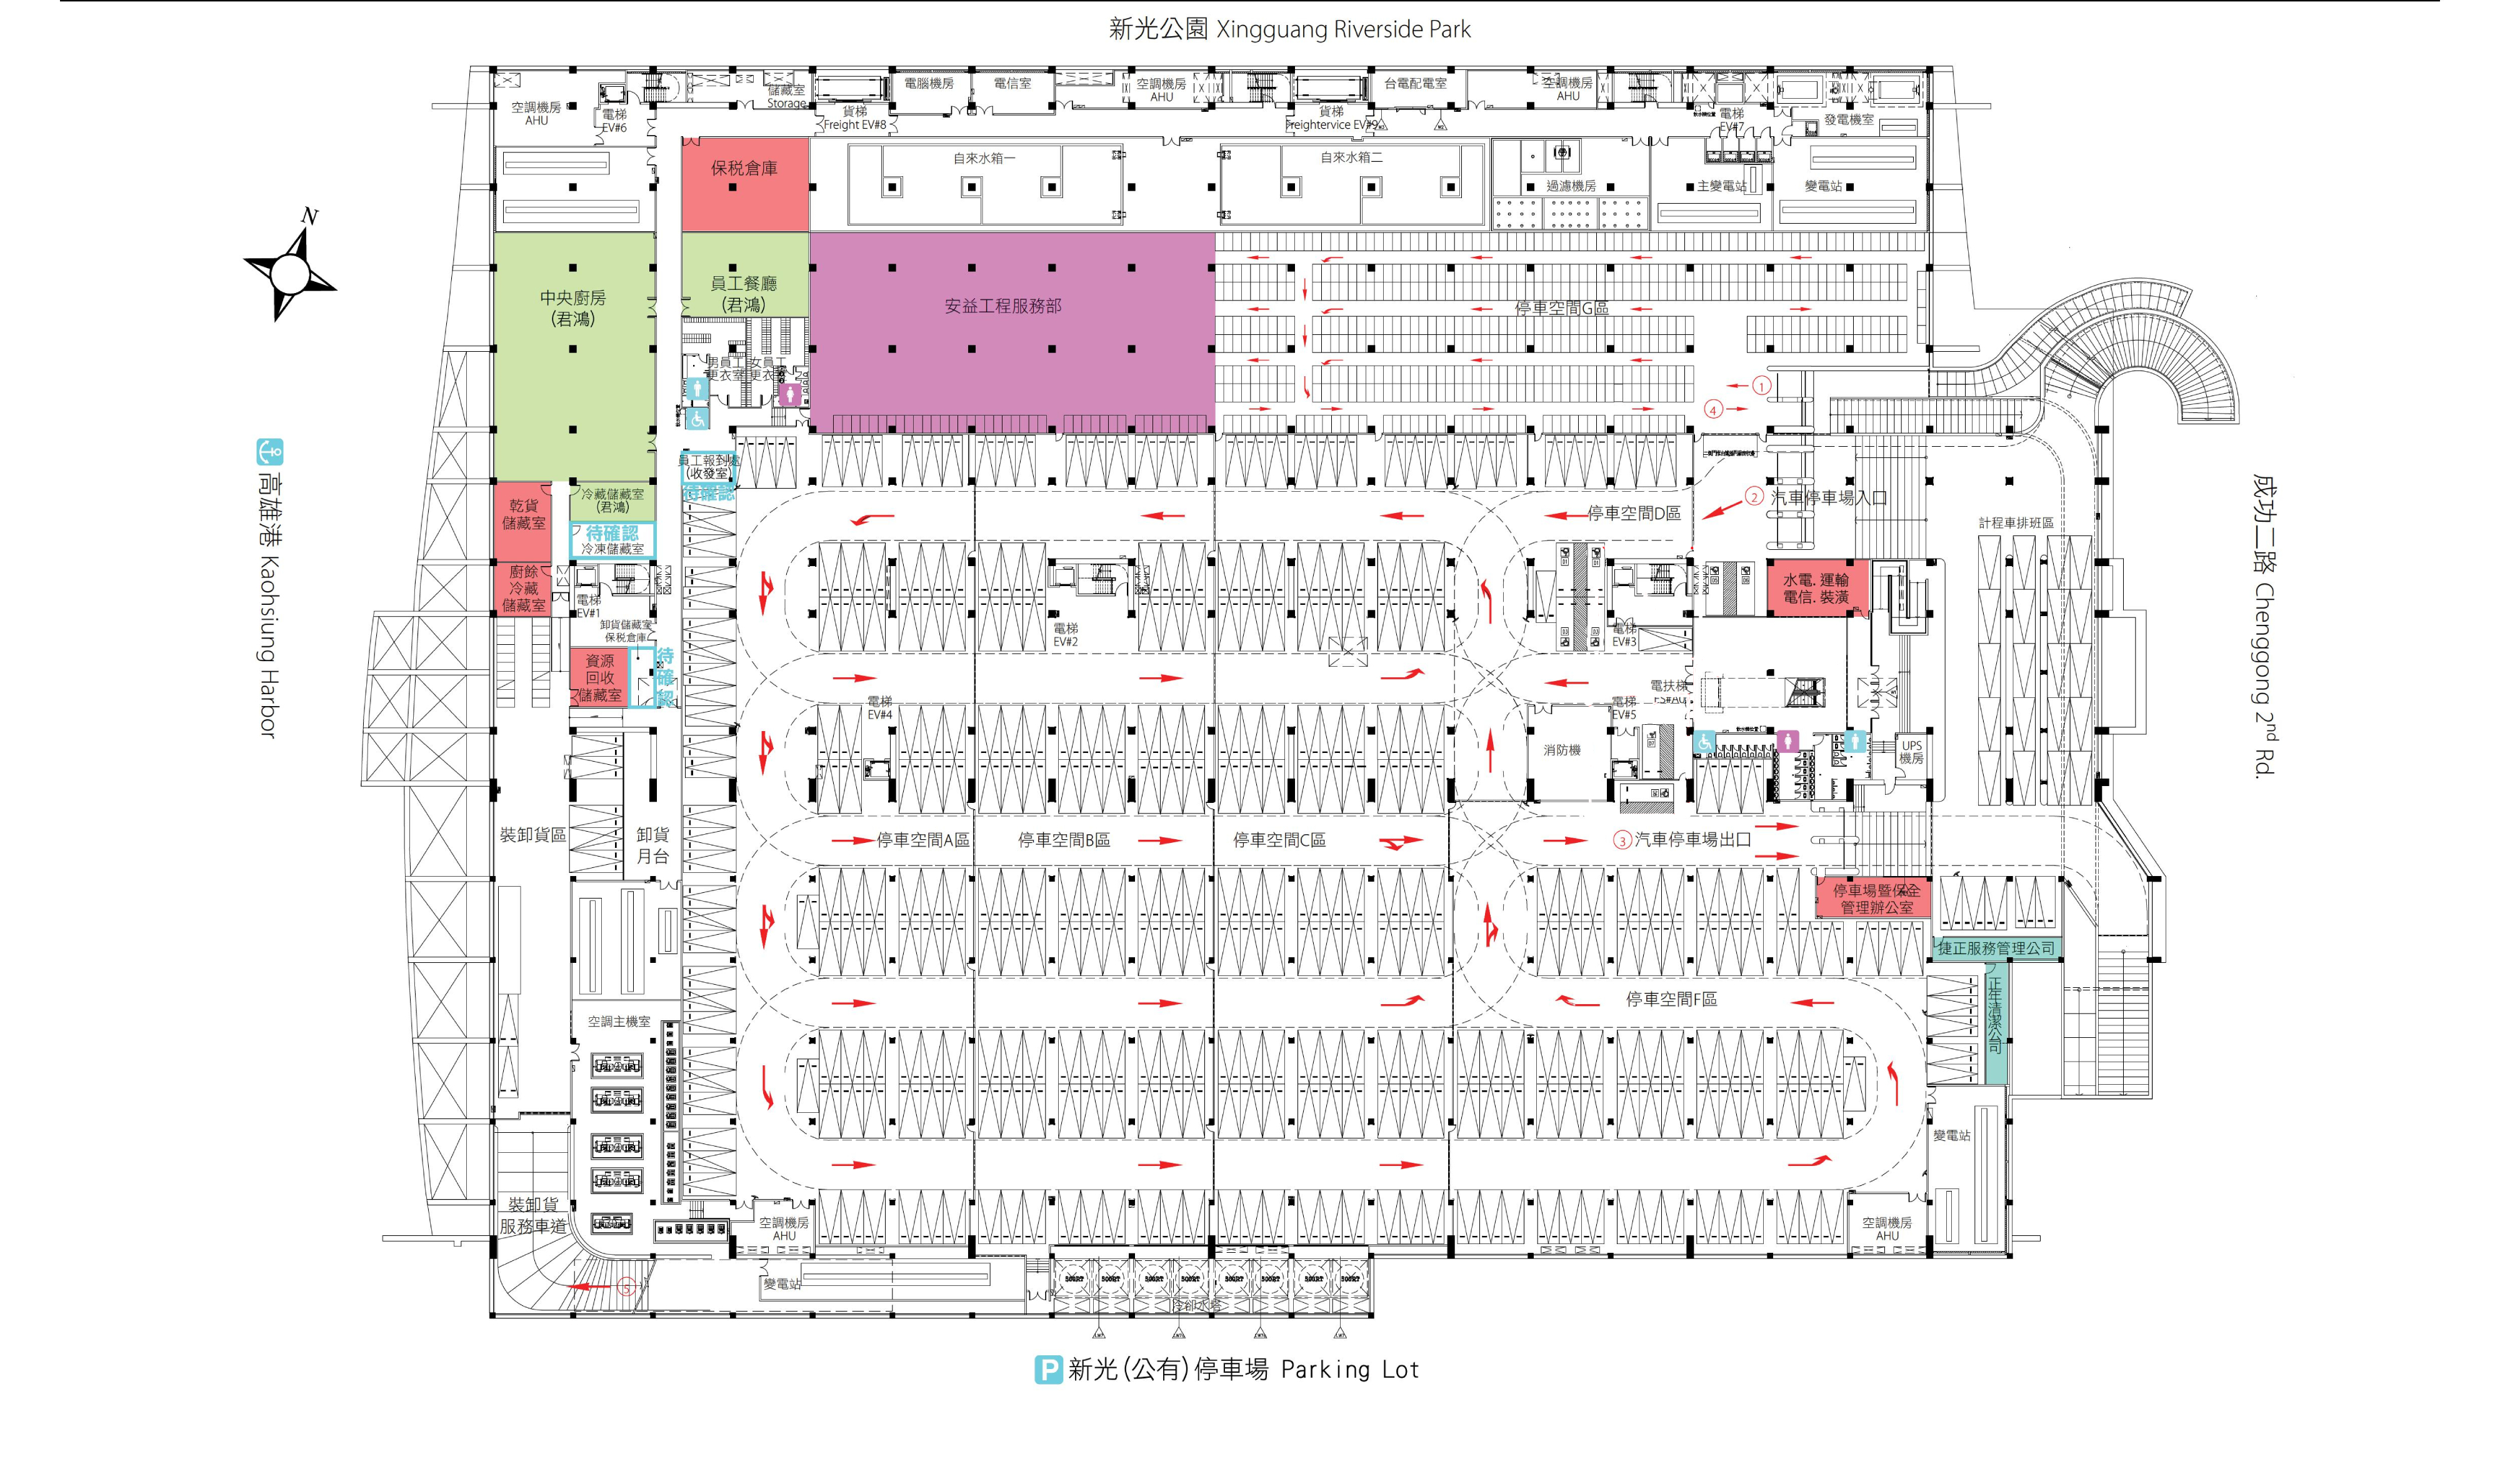 新光公園 Xingguang Riverside Park
N
空調機房
AHU
電梯
EV#6
儲藏室
Storage
貨梯
Freight EV#8
電腦機房
電信室
空調機房
AHU
貨梯
Freightervice EV#9
台電配電室
空調機房
AHU
電梯
EV#7
發電機室
保税倉庫
自來水箱一
自來水箱二
過濾機房
主變電站
變電站
中央廚房
(君鴻)
員工餐廳
(君鴻)
安益工程服務部
停車空間G區
男員工
更衣室
女員工
更衣
1
4
員工報到處
(收發室)
待確認
乾貨
儲藏室
冷藏儲藏室
(君鴻)
待確認
冷凍儲藏室
廚餘
冷藏
儲藏室
電梯
EV#1
卸貨儲藏室
保税倉庫
資源
回收
儲藏室
待
確
認
停車空間D區
2
汽車停車場入口
計程車排班區
電梯
EV#2
電梯
EV#3
水電. 運輸
電信. 裝潢
電梯
EV#4
電梯
EV#5
電扶梯
消防機
UPS
機房
裝卸貨區
卸貨
月台
停車空間A區
停車空間B區
停車空間C區
3
汽車停車場出口
停車場暨保全
管理辦公室
捷正服務管理公司
正生清潔公司
停車空間F區
空調主機室
變電站
裝卸貨
服務車道
5
空調機房
AHU
變電站
500RT
500RT
500RT
500RT
500RT
500RT
500RT
500RT
冷卻水塔
空調機房
AHU
高雄港 Kaohsiung Harbor
成功二路 Chenggong 2nd Rd.
P 新光(公有)停車場 Parking Lot